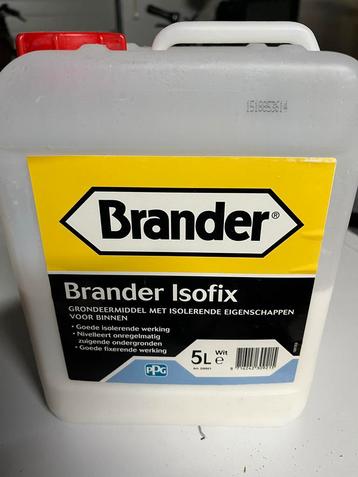 1518853614
Brander®
Brander Isofix
GRONDEERMIDDEL MET ISOLERENDE EIGENSCHAPPEN
VOOR BINNEN
• Goede isolerende werking
• Nivelleert onregelmatig
zuigende ondergronden
• Goede fixerende werking
5L Wit e
PPG